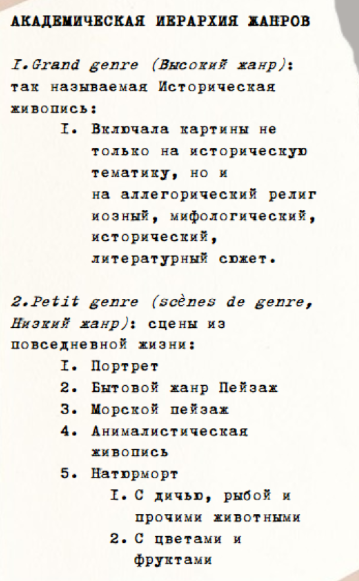 АКАДЕМИЧЕСКАЯ ИЕРАРХИЯ ЖАНРОВ
I.Grand genre (Высокий жанр):
так называемая Историческая
живопись:
I. Включала картины не
только на историческую
тематику, но и
на аллегорический религ
иозный, мифологический,
исторический,
литературный сюжет.
2.Petit genre (scènes de genre,
Низкий жанр): сцены из
повседневной жизни:
I. Портрет
2. Бытовой жанр Пейзаж
3. Морской пейзаж
4. Анималистическая
живопись
5. Натюрморт
I. С дичью, рыбой и
прочими животными
2. С цветами и
фруктами